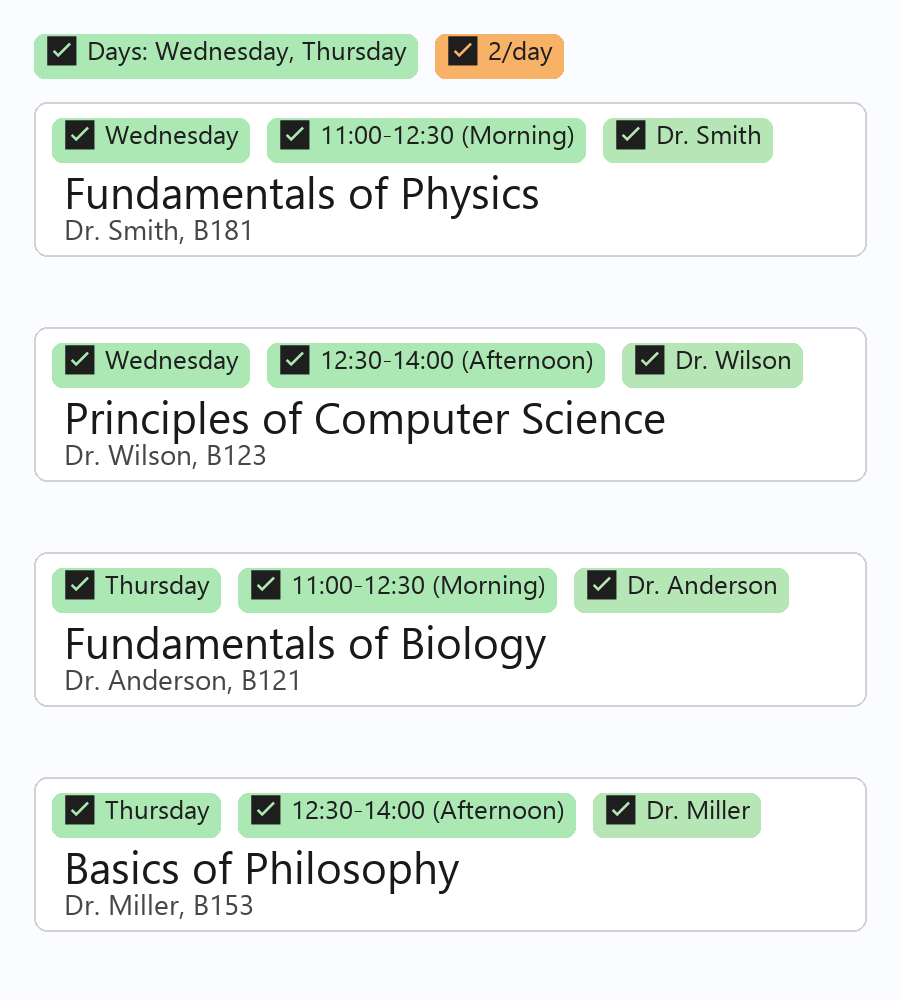 Days: Wednesday, Thursday 2/day
Wednesday 11:00-12:30 (Morning) Dr. Smith
Fundamentals of Physics
Dr. Smith, B181
Wednesday 12:30-14:00 (Afternoon) Dr. Wilson
Principles of Computer Science
Dr. Wilson, B123
Thursday 11:00-12:30 (Morning) Dr. Anderson
Fundamentals of Biology
Dr. Anderson, B121
Thursday 12:30-14:00 (Afternoon) Dr. Miller
Basics of Philosophy
Dr. Miller, B153